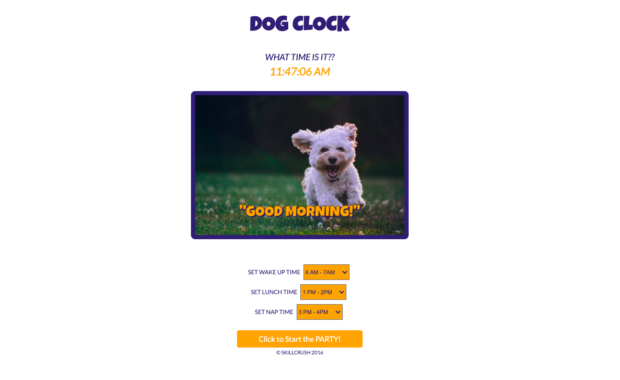 DOG CLOCK
WHAT TIME IS IT??
11:47:06 AM
"GOOD MORNING!"
SET WAKE UP TIME 6 AM - 7AM
SET LUNCH TIME 1 PM - 2PM
SET NAP TIME 3 PM - 4PM
Click to Start the PARTY!
© SKILLCRUSH 2016